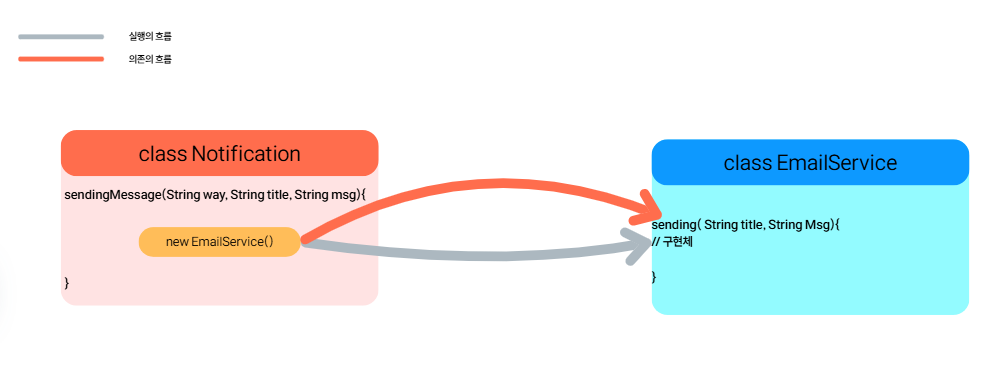 실행의 흐름
의존의 흐름
class Notification
sendingMessage(String way, String title, String msg){
new EmailService()
}
class EmailService
sending( String title, String Msg){
// 구현체
}